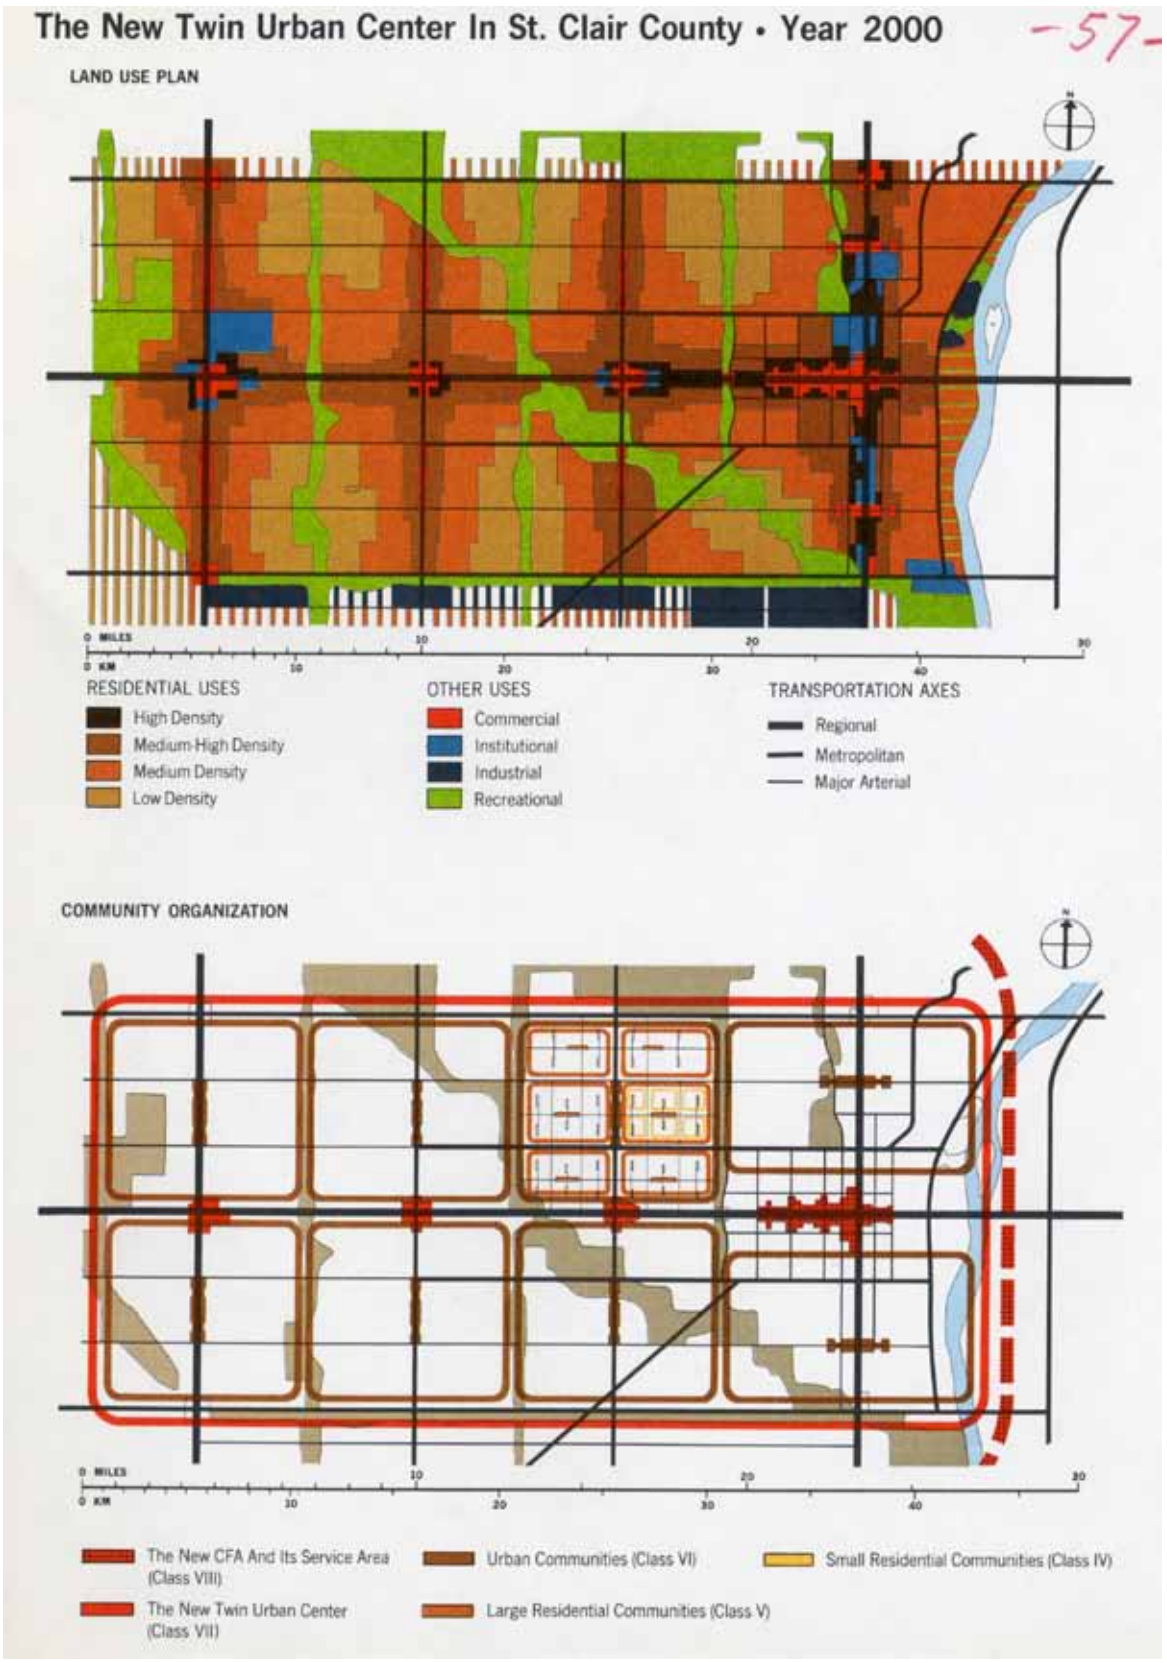 The New Twin Urban Center In St. Clair County • Year 2000
-57-
LAND USE PLAN
N
0 MILES 10 20 30
0 KM 10 20 30 40
RESIDENTIAL USES
High Density
Medium-High Density
Medium Density
Low Density
OTHER USES
Commercial
Institutional
Industrial
Recreational
TRANSPORTATION AXES
Regional
Metropolitan
Major Arterial
COMMUNITY ORGANIZATION
N
0 MILES 10 20 30
0 KM 10 20 30 40
The New CFA And Its Service Area
(Class VIII)
The New Twin Urban Center
(Class VII)
Urban Communities (Class VI)
Large Residential Communities (Class V)
Small Residential Communities (Class IV)